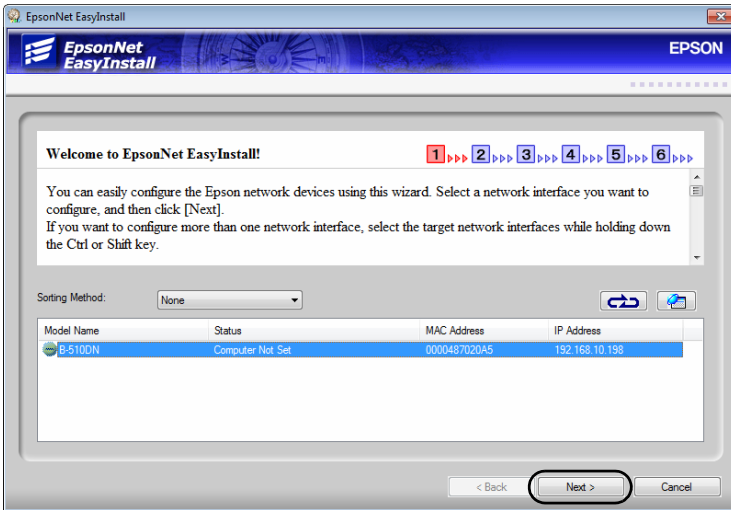 EpsonNet EasyInstall
EpsonNet
EasyInstall
EPSON
Welcome to EpsonNet EasyInstall!
1 2 3 4 5 6
You can easily configure the Epson network devices using this wizard. Select a network interface you want to
configure, and then click [Next].
If you want to configure more than one network interface, select the target network interfaces while holding down
the Ctrl or Shift key.
Sorting Method: None
Model Name Status MAC Address IP Address
B-510DN Computer Not Set 0000487020A5 192.168.10.198
< Back Next > Cancel